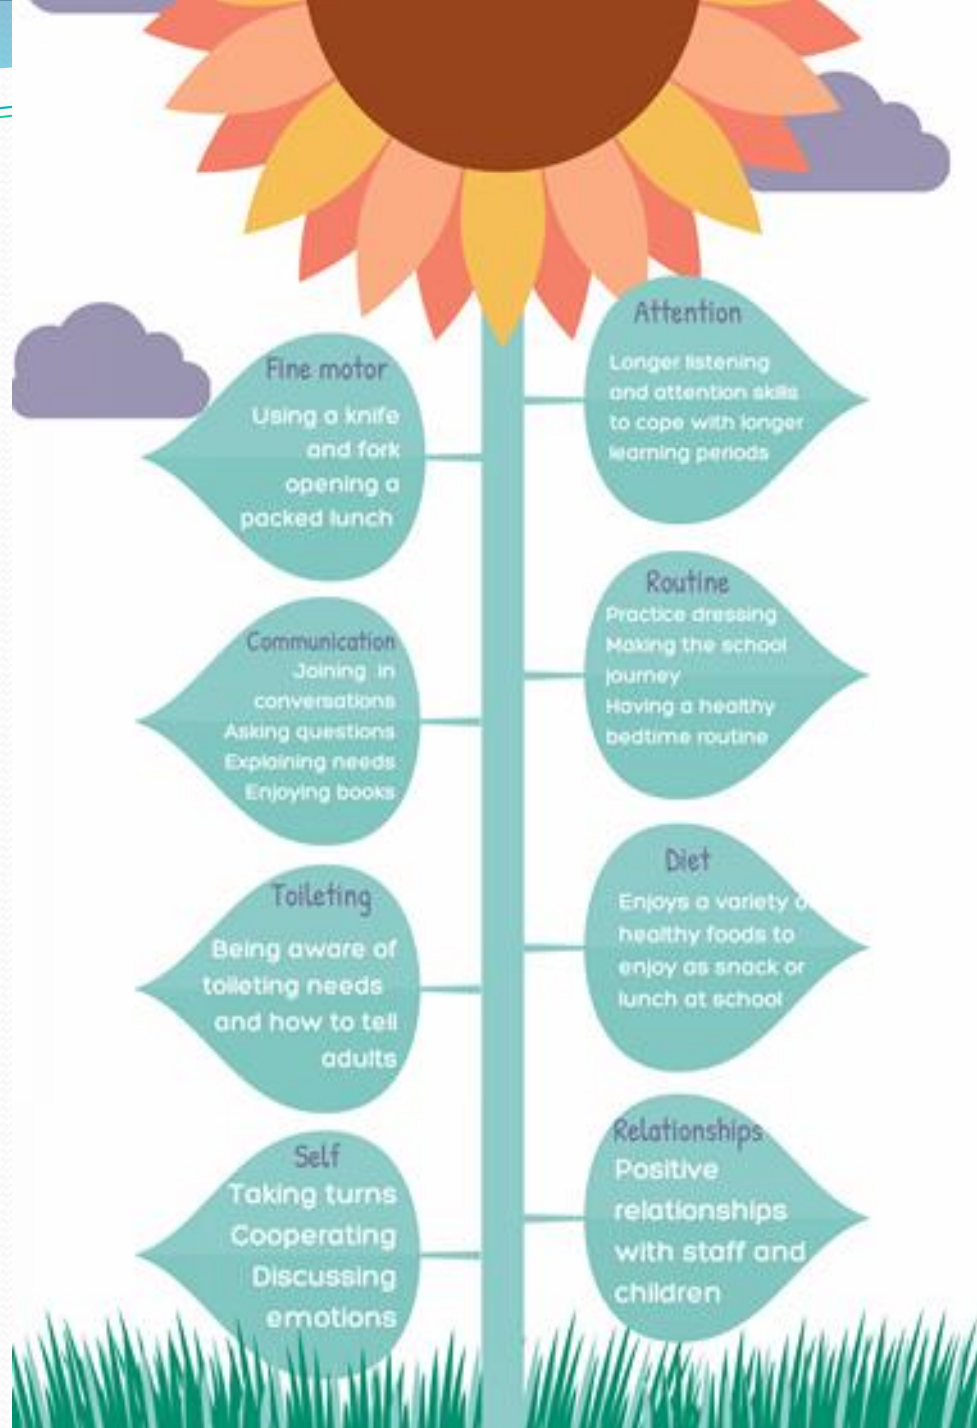 Attention
Longer listening
and attention skills
to cope with longer
learning periods
Fine motor
Using a knife
and fork
opening a
packed lunch
Routine
Practice dressing
Making the school
journey
Having a healthy
bedtime routine
Communication
Joining in
conversations
Asking questions
Explaining needs
Enjoying books
Diet
Enjoys a variety
healthy foods to
enjoy as snack or
lunch at school
Toileting
Being aware of
toileting needs
and how to tell
adults
Relationships
Positive
relationships
with staff and
children
Self
Taking turns
Cooperating
Discussing
emotions